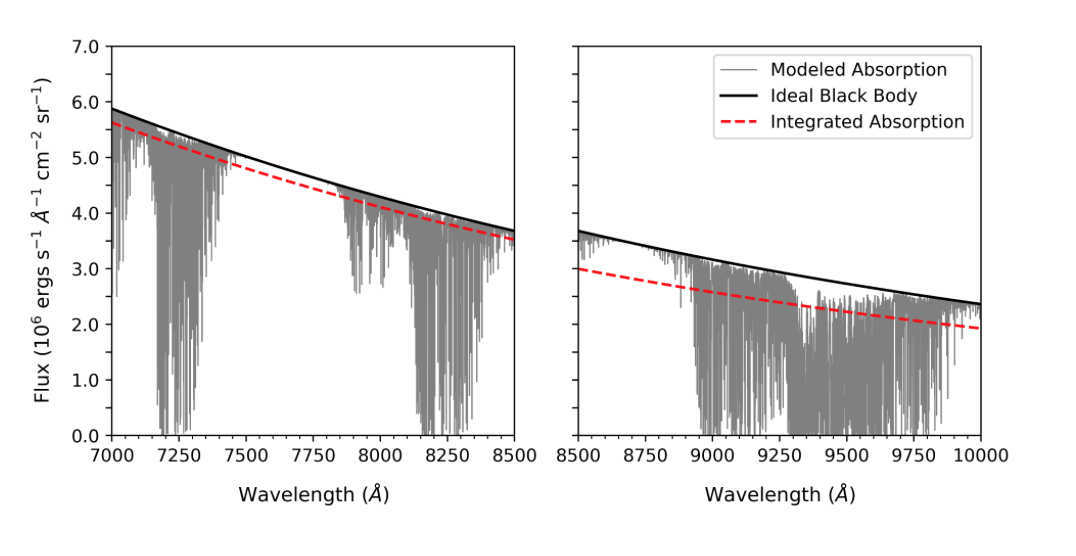 Flux (10⁶ ergs s⁻¹ Å⁻¹ cm⁻² sr⁻¹)
7.0
6.0
5.0
4.0
3.0
2.0
1.0
0.0
7000 7250 7500 7750 8000 8250 8500
Wavelength (Å)
Modeled Absorption
Ideal Black Body
Integrated Absorption
8500 8750 9000 9250 9500 9750 10000
Wavelength (Å)